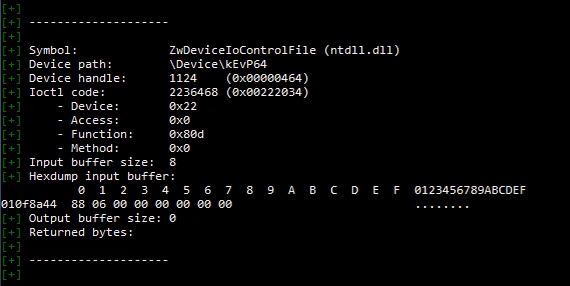 [+]
[+] --------------------
[+]
[+] Symbol: ZwDeviceIoControlFile (ntdll.dll)
[+] Device path: \Device\kEvP64
[+] Device handle: 1124 (0x00000464)
[+] Ioctl code: 2236468 (0x00222034)
[+] - Device: 0x22
[+] - Access: 0x0
[+] - Function: 0x80d
[+] - Method: 0x0
[+] Input buffer size: 8
[+] Hexdump input buffer:
0 1 2 3 4 5 6 7 8 9 A B C D E F 0123456789ABCDEF
010f8a44 88 06 00 00 00 00 00 00 ........
[+] Output buffer size: 0
[+] Returned bytes:
[+]
[+] --------------------
[+]